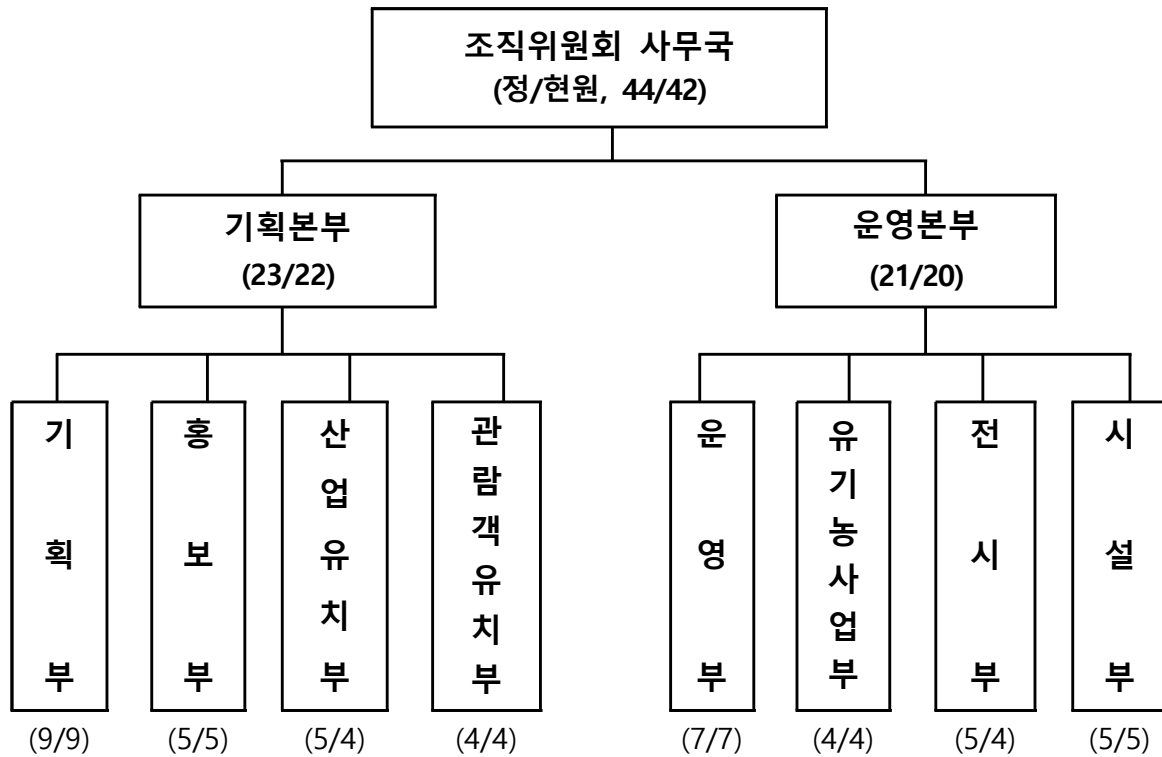 조직위원회 사무국
(정/현원, 44/42)
기획본부
(23/22)
운영본부
(21/20)
기획부
홍보부
산업유치부
관람객유치부
운영부
유기농사업부
전시부
시설부
(9/9)
(5/5)
(5/4)
(4/4)
(7/7)
(4/4)
(5/4)
(5/5)